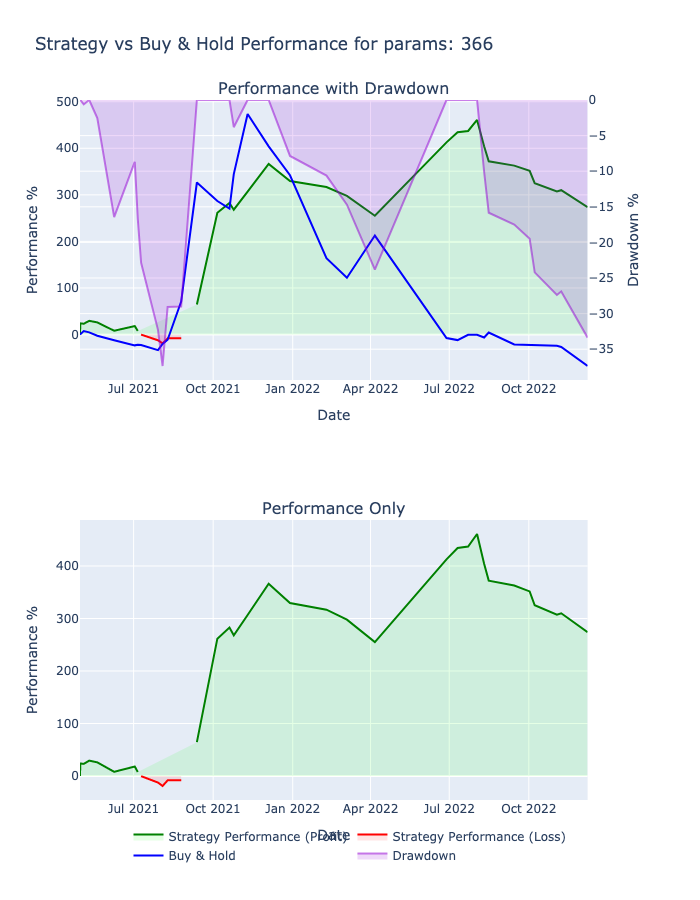 Strategy vs Buy & Hold Performance for params: 366
Performance with Drawdown
500
400
300
200
100
0
Performance %
0
−5
−10
−15
−20
−25
−30
−35
Drawdown %
Jul 2021 Oct 2021 Jan 2022 Apr 2022 Jul 2022 Oct 2022
Date
Performance Only
400
300
200
100
0
Performance %
Jul 2021 Oct 2021 Jan 2022 Apr 2022 Jul 2022 Oct 2022
Date
Strategy Performance (Profit) Strategy Performance (Loss)
Buy & Hold Drawdown